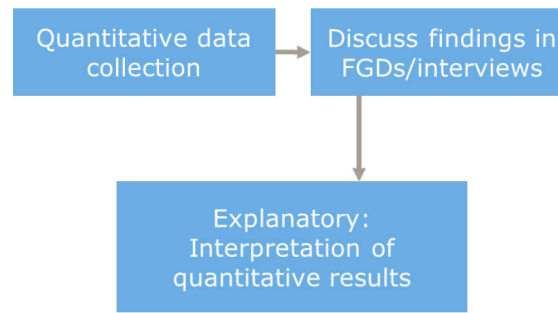 Quantitative data
collection
Discuss findings in
FGDs/interviews
Explanatory:
Interpretation of
quantitative results